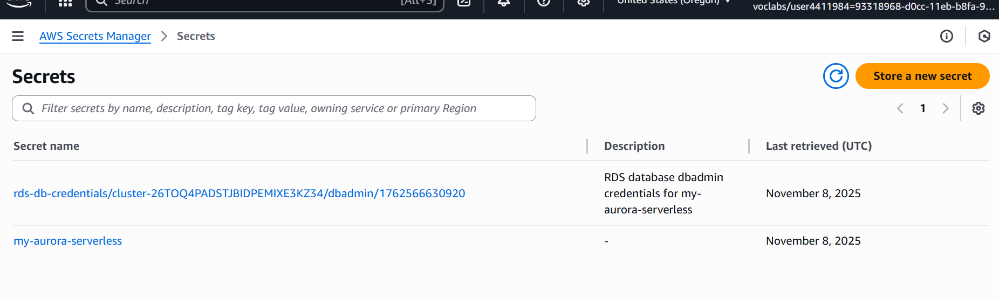 Search
[Alt+S]
United States (Oregon)
voclabs/user4411984=93318968-d0cc-11eb-b8fa-9...
AWS Secrets Manager
Secrets
Secrets
Store a new secret
Filter secrets by name, description, tag key, tag value, owning service or primary Region
1
Secret name
Description
Last retrieved (UTC)
rds-db-credentials/cluster-26TOQ4PADSTJBIDPEMIXE3KZ34/dbadmin/1762566630920
RDS database dbadmin
credentials for my-
aurora-serverless
November 8, 2025
my-aurora-serverless
-
November 8, 2025